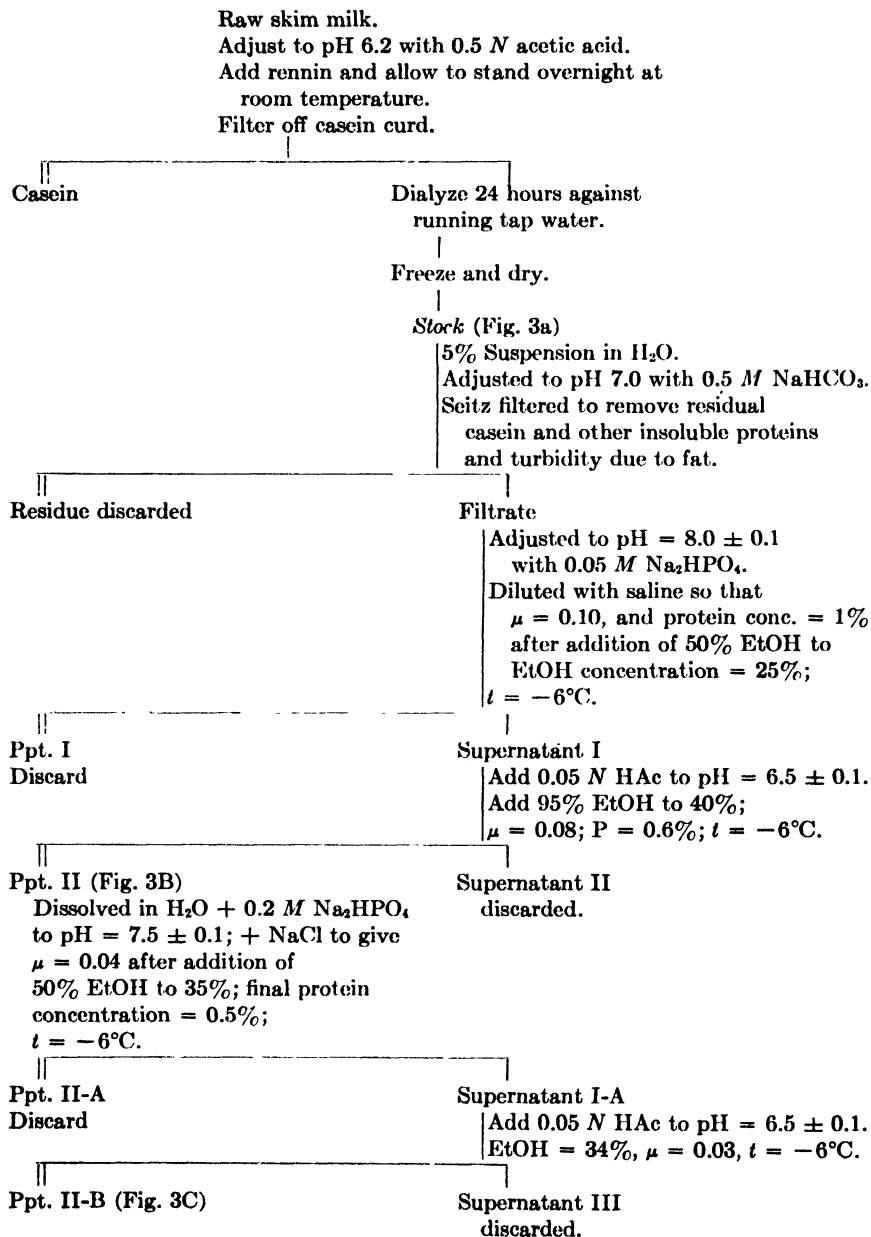 Raw skim milk.
Adjust to pH 6.2 with 0.5 N acetic acid.
Add rennin and allow to stand overnight at
room temperature.
Filter off casein curd.
Casein
Dialyze 24 hours against
running tap water.
Freeze and dry.
Stock (Fig. 3a)
5% Suspension in H₂O.
Adjusted to pH 7.0 with 0.5 M NaHCO₃.
Seitz filtered to remove residual
casein and other insoluble proteins
and turbidity due to fat.
Residue discarded
Filtrate
Adjusted to pH = 8.0 ± 0.1
with 0.05 M Na₂HPO₄.
Diluted with saline so that
μ = 0.10, and protein conc. = 1%
after addition of 50% EtOH to
EtOH concentration = 25%;
t = −6°C.
Ppt. I
Discard
Supernatant I
Add 0.05 N HAc to pH = 6.5 ± 0.1.
Add 95% EtOH to 40%;
μ = 0.08; P = 0.6%; t = −6°C.
Ppt. II (Fig. 3B)
Dissolved in H₂O + 0.2 M Na₂HPO₄
to pH = 7.5 ± 0.1; + NaCl to give
μ = 0.04 after addition of
50% EtOH to 35%; final protein
concentration = 0.5%;
t = −6°C.
Supernatant II
discarded.
Ppt. II-A
Discard
Supernatant I-A
Add 0.05 N HAc to pH = 6.5 ± 0.1.
EtOH = 34%, μ = 0.03, t = −6°C.
Ppt. II-B (Fig. 3C)
Supernatant III
discarded.